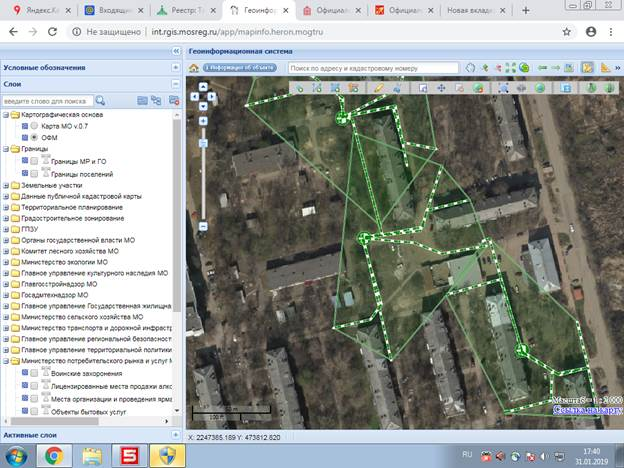 Яндекс.Ка
Входящие
Реестр: Та
Геоинфор
Официал
Официал
Новая вкладк
Не защищено | int.rgis.mosreg.ru/app/mapinfo.heron.mogtru
Условные обозначения
Слои
введите слово для поиска
Картографическая основа
Карта МО v.0.7
ОФМ
Границы
Границы МР и ГО
Границы поселений
Земельные участки
Данные публичной кадастровой карты
Территориальное планирование
Градостроительное зонирование
ГПЗУ
Органы государственной власти МО
Комитет лесного хозяйства МО
Министерство экологии МО
Главное управление культурного наследия МО
Главгосстройнадзор МО
Госадмтехнадзор МО
Главное управление Государственная жилищна
Министерство сельского хозяйства МО
Министерство транспорта и дорожной инфраст
Главное управление региональной безопасност
Главное управление территориальной политики
Министерство потребительского рынка и услуг М
Воинские захоронения
Лицензированные места продажи алко
Места организации и проведения ярма
Объекты бытовых услуг
Активные слои
Геоинформационная система
Информация об объекте
Поиск по адресу и кадастровому номеру
100 m
Масштаб = 1 : 2 000
Ссылка на карту
X: 2247385.189 Y: 473812.820
RU
17:40
31.01.2019